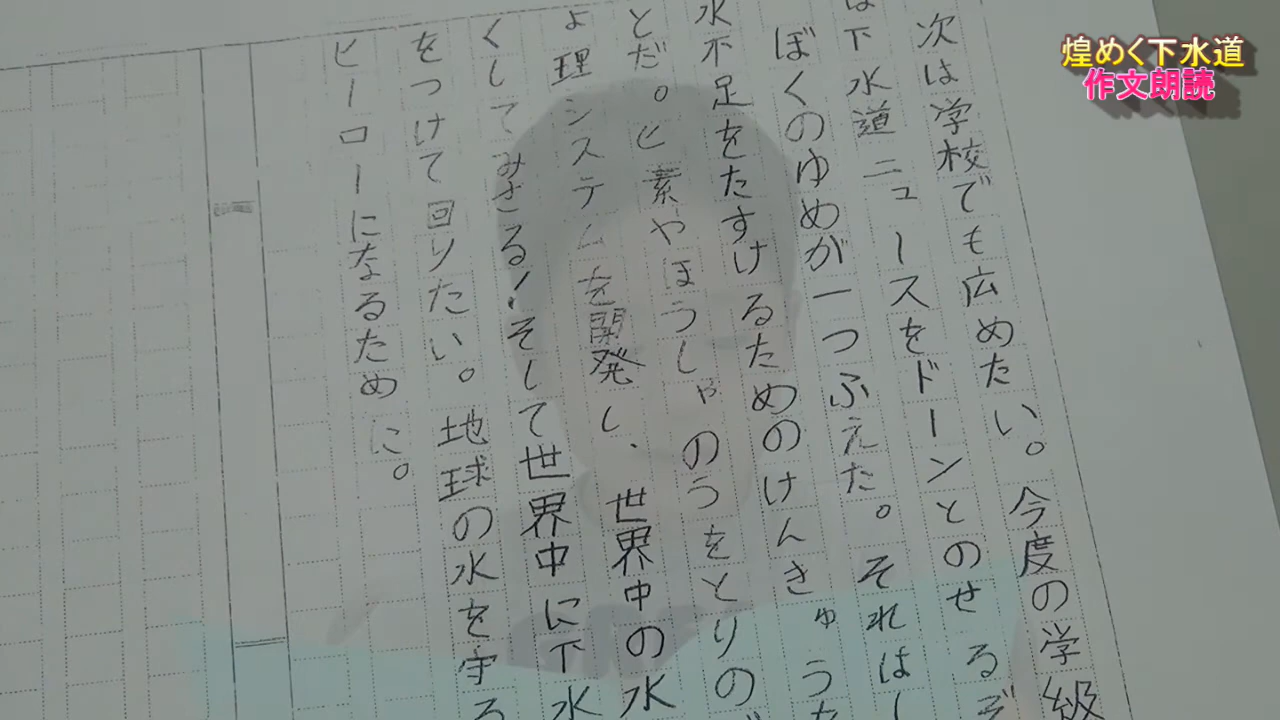 煌めく下水道
作文朗読
次は学校でも広めたい。今度の学級
は下水道ニュースをドーンとのせるぞ
ぼくのゆめが一つふえた。それはし
水不足をたすけるためのけんきゅうた
とだ。ヒ素やほうしゃのうをとりの
よ理システムを開発し、世界中の水
くしてみせる!そして世界中に下水
をつけて回りたい。地球の水を守る
ヒーローになるために。